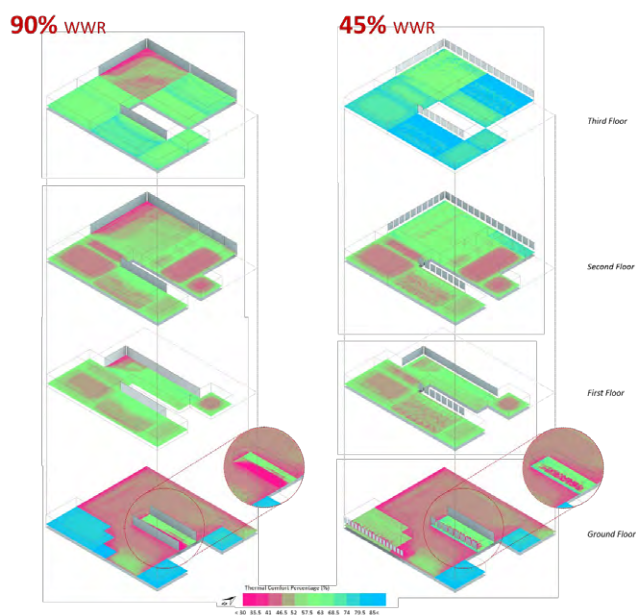 90% WWR
45% WWR
Third Floor
Second Floor
First Floor
Ground Floor
Thermal Comfort Percentage (%)
<30 35.5 41 46.5 52 57.5 63 68.5 74 79.5 85<